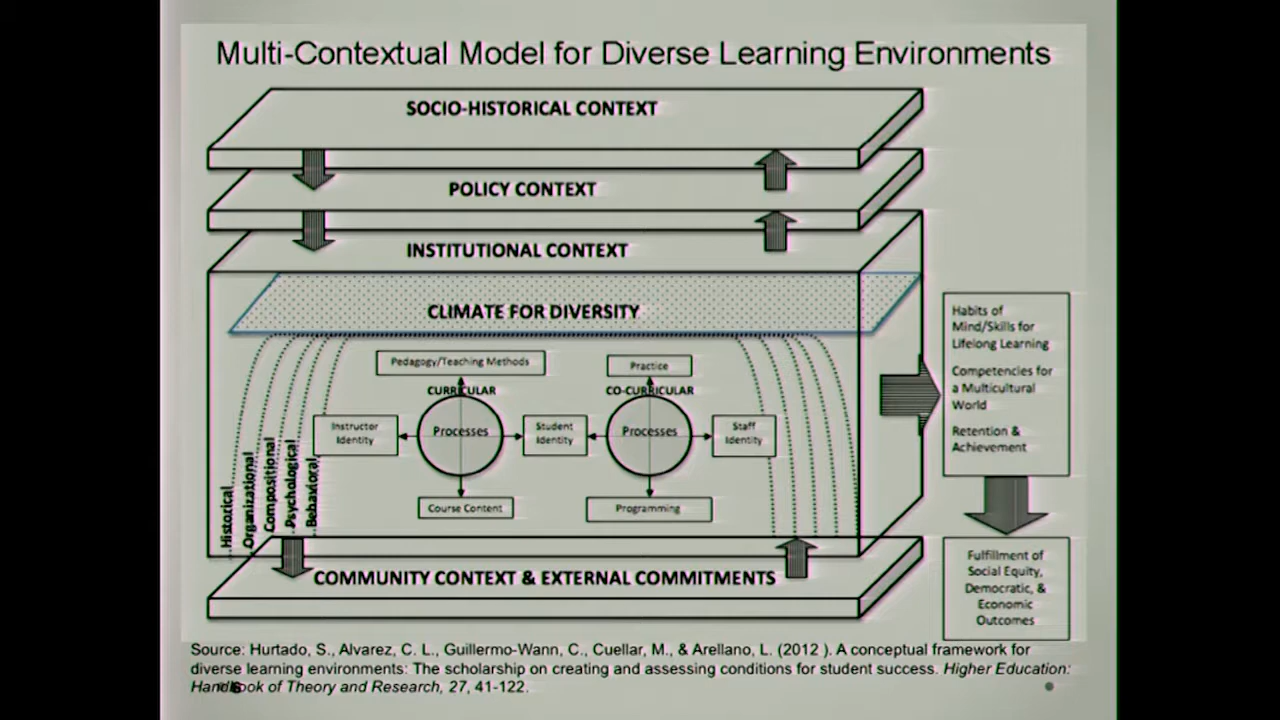 Multi-Contextual Model for Diverse Learning Environments
SOCIO-HISTORICAL CONTEXT
POLICY CONTEXT
INSTITUTIONAL CONTEXT
CLIMATE FOR DIVERSITY
Pedagogy/Teaching Methods
Practice
CURRICULAR
CO-CURRICULAR
Instructor
Identity
Processes
Student
Identity
Processes
Staff
Identity
Course Content
Programming
Historical
Organizational
Compositional
Psychological
Behavioral
COMMUNITY CONTEXT & EXTERNAL COMMITMENTS
Habits of
Mind/Skills for
Lifelong Learning
Competencies for
a Multicultural
World
Retention &
Achievement
Fulfillment of
Social Equity,
Democratic, &
Economic
Outcomes
Source: Hurtado, S., Alvarez, C. L., Guillermo-Wann, C., Cuellar, M., & Arellano, L. (2012 ). A conceptual framework for
diverse learning environments: The scholarship on creating and assessing conditions for student success. Higher Education:
Handbook of Theory and Research, 27, 41-122.
6